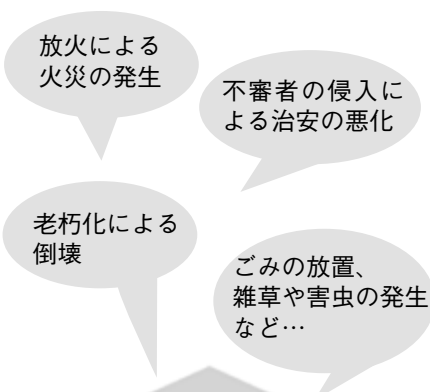 放火による
火災の発生
不審者の侵入に
よる治安の悪化
老朽化による
倒壊
ごみの放置、
雑草や害虫の発生
など…